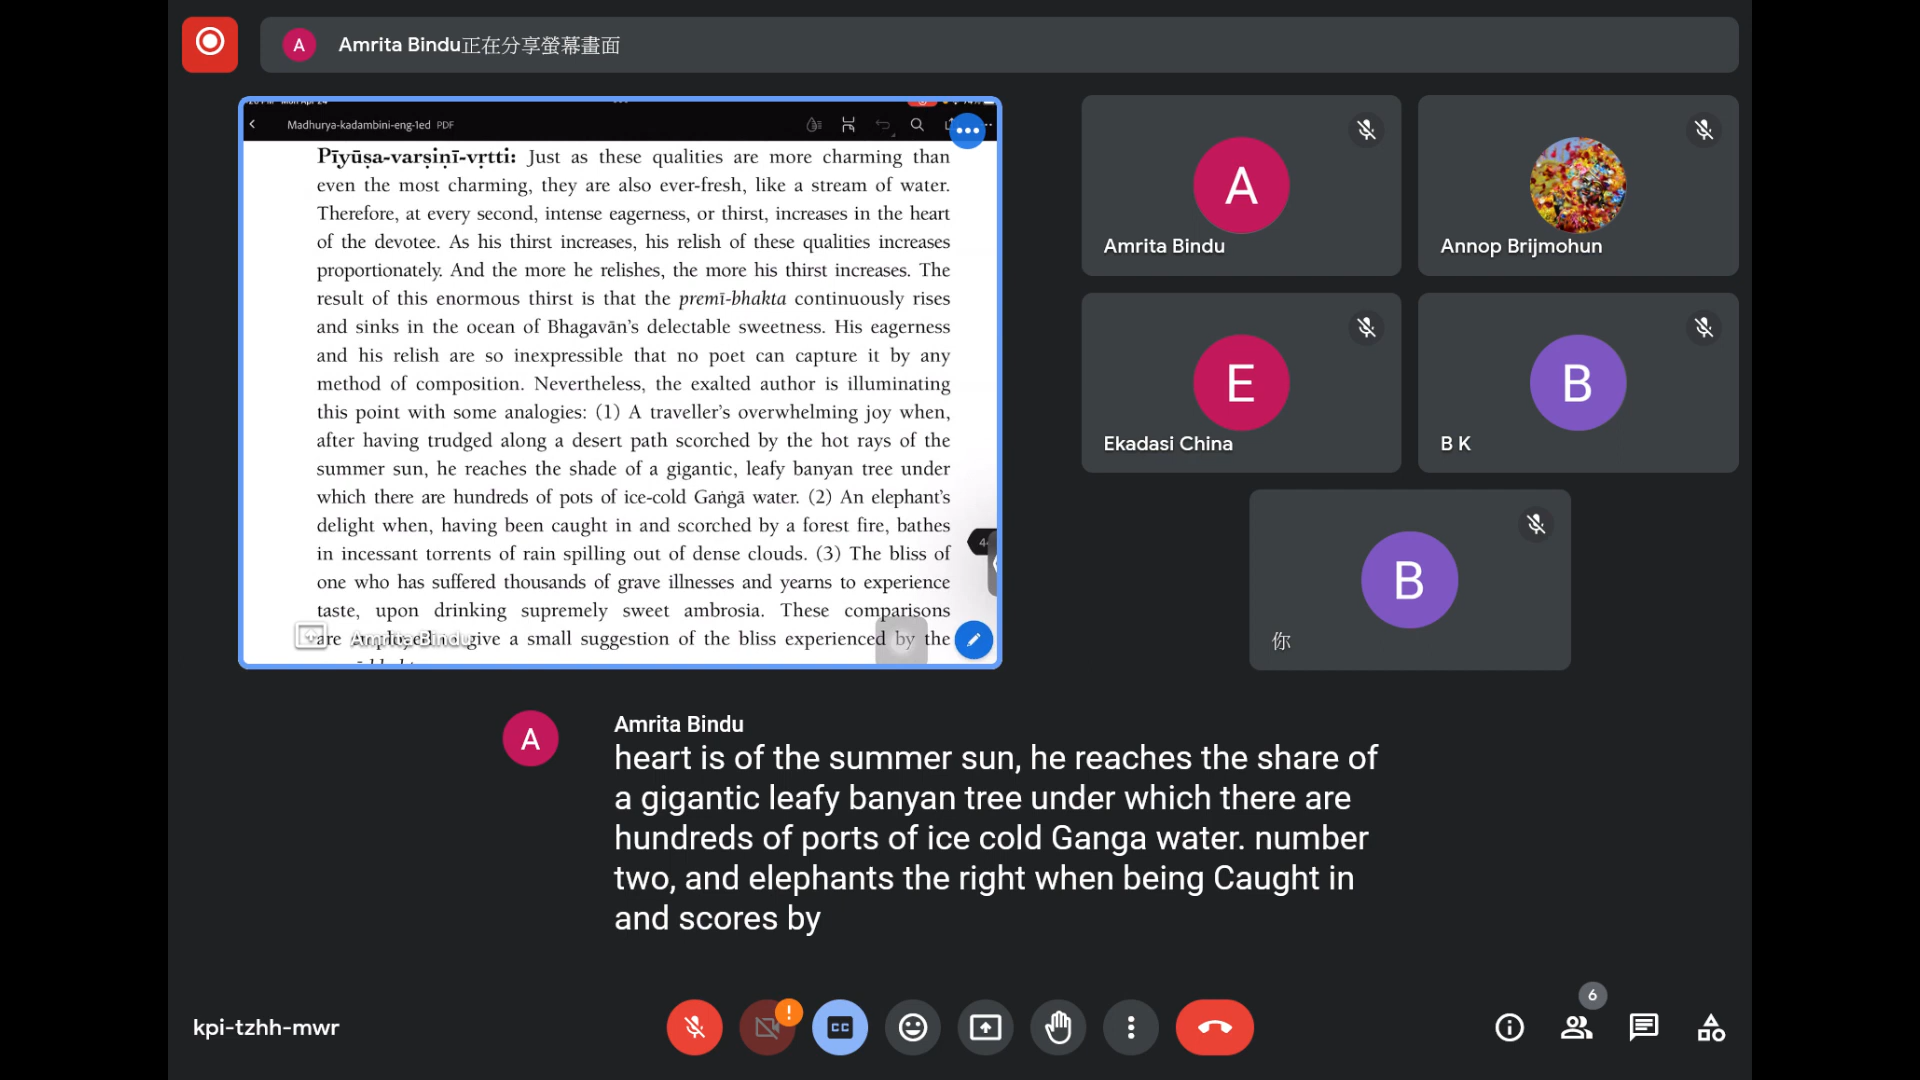 A
Amrita Bindu正在分享螢幕畫面
Madhurya-kadambini-eng-1ed PDF
Pīyūṣa-varṣiṇī-vṛtti: Just as these qualities are more charming than
even the most charming, they are also ever-fresh, like a stream of water.
Therefore, at every second, intense eagerness, or thirst, increases in the heart
of the devotee. As his thirst increases, his relish of these qualities increases
proportionately. And the more he relishes, the more his thirst increases. The
result of this enormous thirst is that the premī-bhakta continuously rises
and sinks in the ocean of Bhagavān's delectable sweetness. His eagerness
and his relish are so inexpressible that no poet can capture it by any
method of composition. Nevertheless, the exalted author is illuminating
this point with some analogies: (1) A traveller's overwhelming joy when,
after having trudged along a desert path scorched by the hot rays of the
summer sun, he reaches the shade of a gigantic, leafy banyan tree under
which there are hundreds of pots of ice-cold Gaṅgā water. (2) An elephant's
delight when, having been caught in and scorched by a forest fire, bathes
in incessant torrents of rain spilling out of dense clouds. (3) The bliss of
one who has suffered thousands of grave illnesses and yearns to experience
taste, upon drinking supremely sweet ambrosia. These comparisons
are give a small suggestion of the bliss experienced by the
Amrita Bindu
A
Amrita Bindu
Annop Brijmohun
E
Ekadasi China
B
B K
B
你
A
Amrita Bindu
heart is of the summer sun, he reaches the share of
a gigantic leafy banyan tree under which there are
hundreds of ports of ice cold Ganga water. number
two, and elephants the right when being Caught in
and scores by
kpi-tzhh-mwr
CC
6